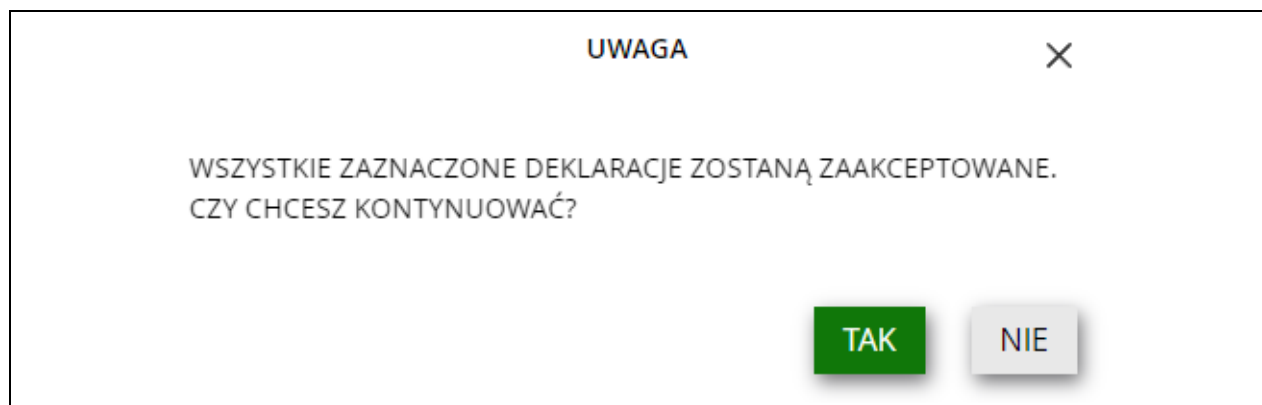 UWAGA
WSZYSTKIE ZAZNACZONE DEKLARACJE ZOSTANĄ ZAAKCEPTOWANE.
CZY CHCESZ KONTYNUOWAĆ?
TAK NIE